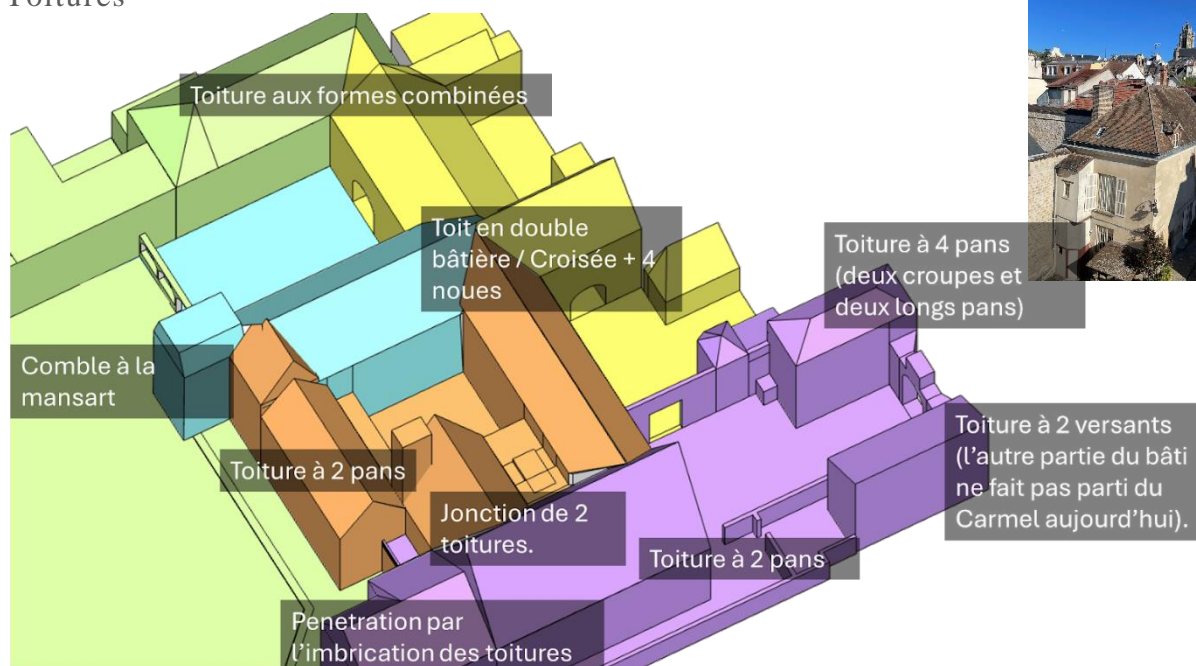 Toitures
Toiture aux formes combinées
Toit en double
bâtière / Croisée + 4
noues
Toiture à 4 pans
(deux croupes et
deux longs pans)
Comble à la
mansart
Toiture à 2 pans
Jonction de 2
toitures.
Toiture à 2 versants
(l'autre partie du bâti
ne fait pas parti du
Carmel aujourd'hui).
Toiture à 2 pans
Penetration par
l'imbrication des toitures